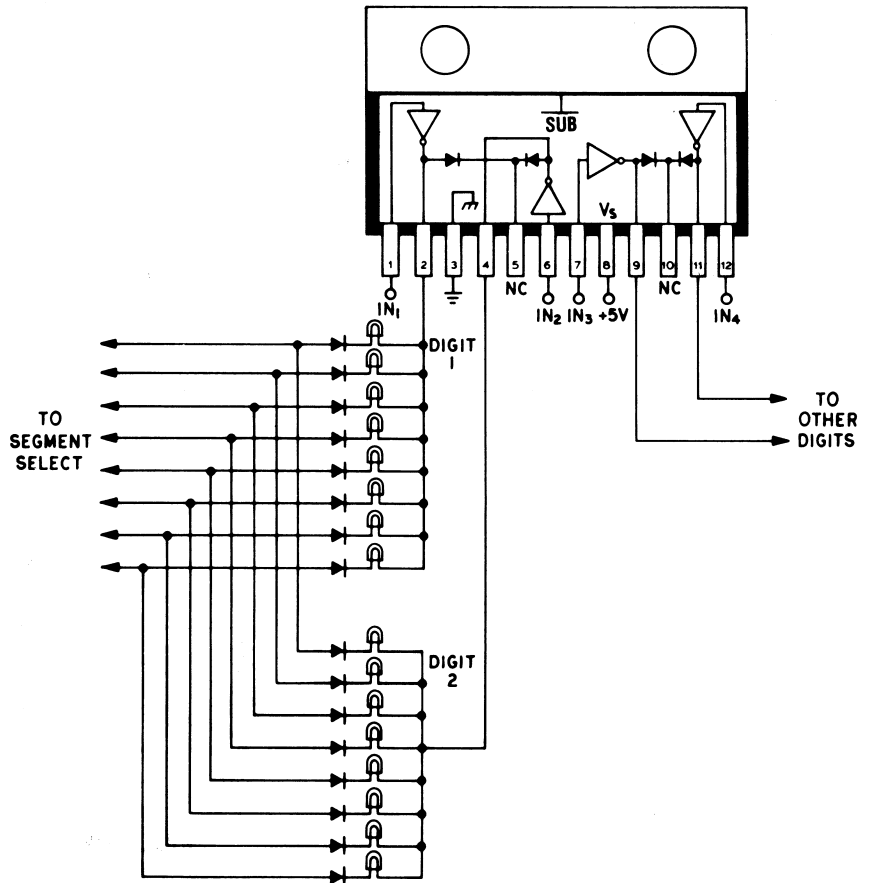 SUB
Vs
1 2 3 4 5 6 7 8 9 10 11 12
NC
NC
IN1
IN2
IN3
+5V
IN4
DIGIT
1
TO
SEGMENT
SELECT
TO
OTHER
DIGITS
DIGIT
2